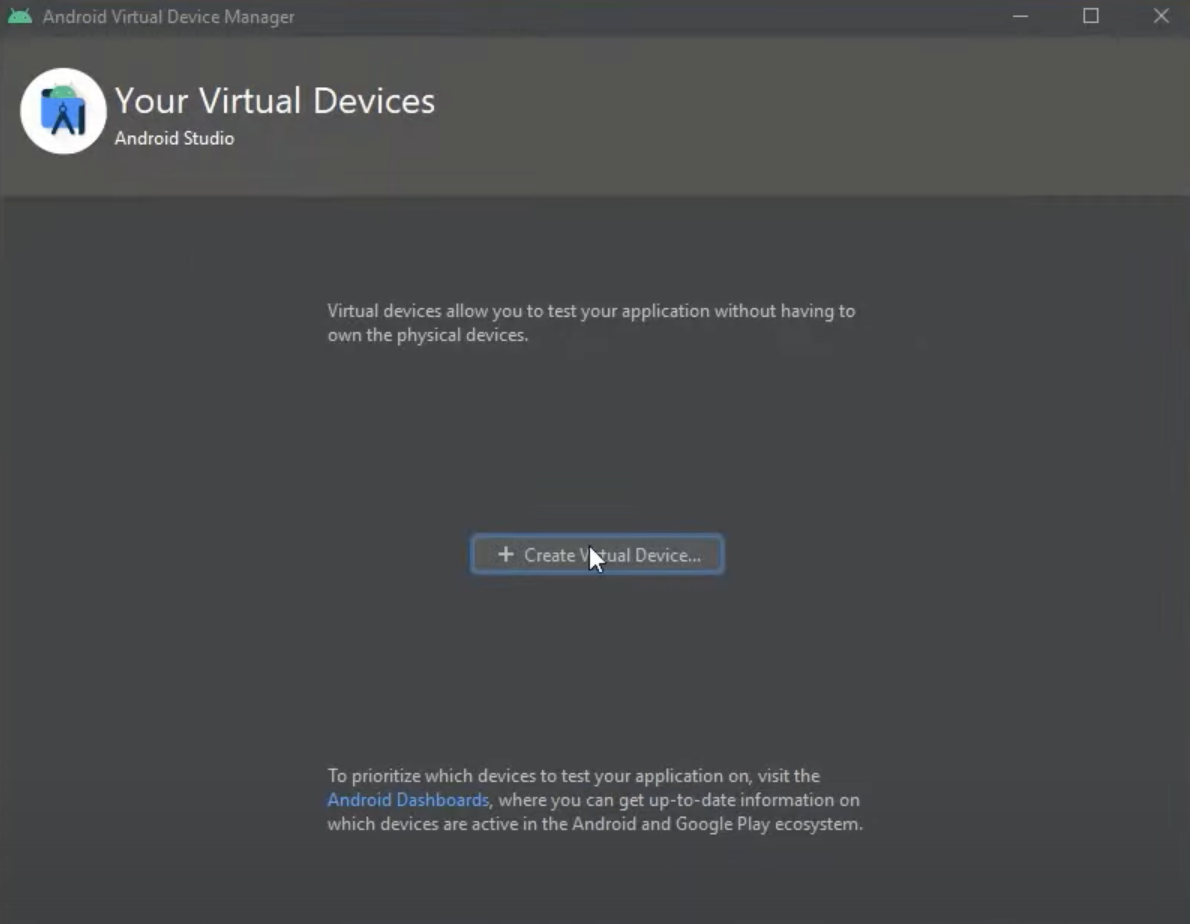 Android Virtual Device Manager
Your Virtual Devices
Android Studio
Virtual devices allow you to test your application without having to
own the physical devices.
+ Create Virtual Device...
To prioritize which devices to test your application on, visit the
Android Dashboards, where you can get up-to-date information on
which devices are active in the Android and Google Play ecosystem.